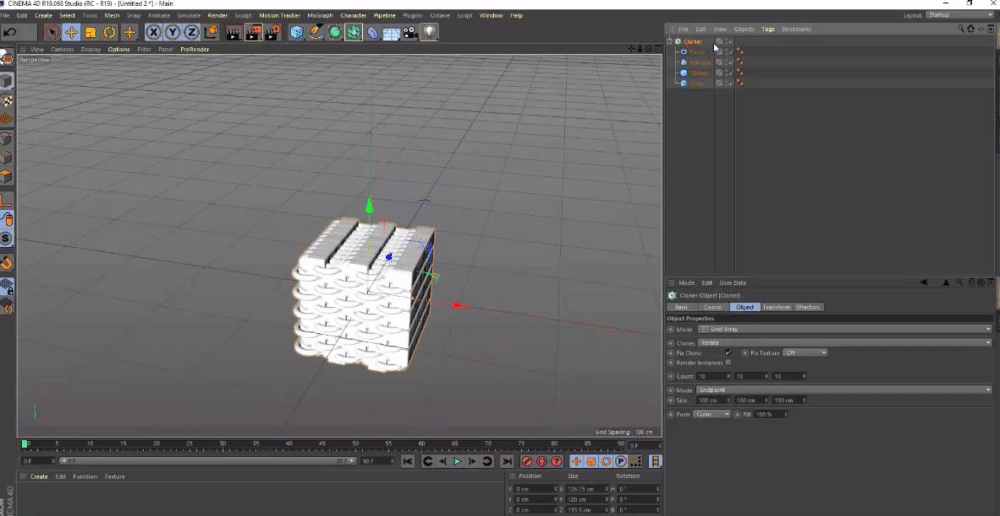 CINEMA 4D R19.068 Studio (RC - R19) - [Untitled 2 *] - Main
File Edit Create Select Tools Mesh Snap Animate Simulate Render Sculpt Motion Tracker MoGraph Character Pipeline Plugins Octane Script Window Help
Layout: Startup
View Cameras Display Options Filter Panel ProRender
Perspective
Grid Spacing : 100 cm
File Edit View Objects Tags Bookmarks
Cloner
Mode Edit User Data
Cloner Object [Cloner]
Basic Coord. Object Transform Effectors
Object Properties
Mode Grid Array
Clones Iterate
Fix Clone Fix Texture Off
Render Instances
Count 10 10 10
Mode Endpoint
Size 100 cm 100 cm 100 cm
Form Cube Fill 100 %
0 5 10 15 20 25 30 35 40 45 50 55 60 65 70 75 80 85 90 0 F
0 F 0 F 90 F 90 F
Create Edit Function Texture
Position Size Rotation
X 0 cm X 126.75 cm H 0 °
Y 0 cm Y 120 cm P 0 °
Z 0 cm Z 133.5 cm B 0 °
CINEMA 4D